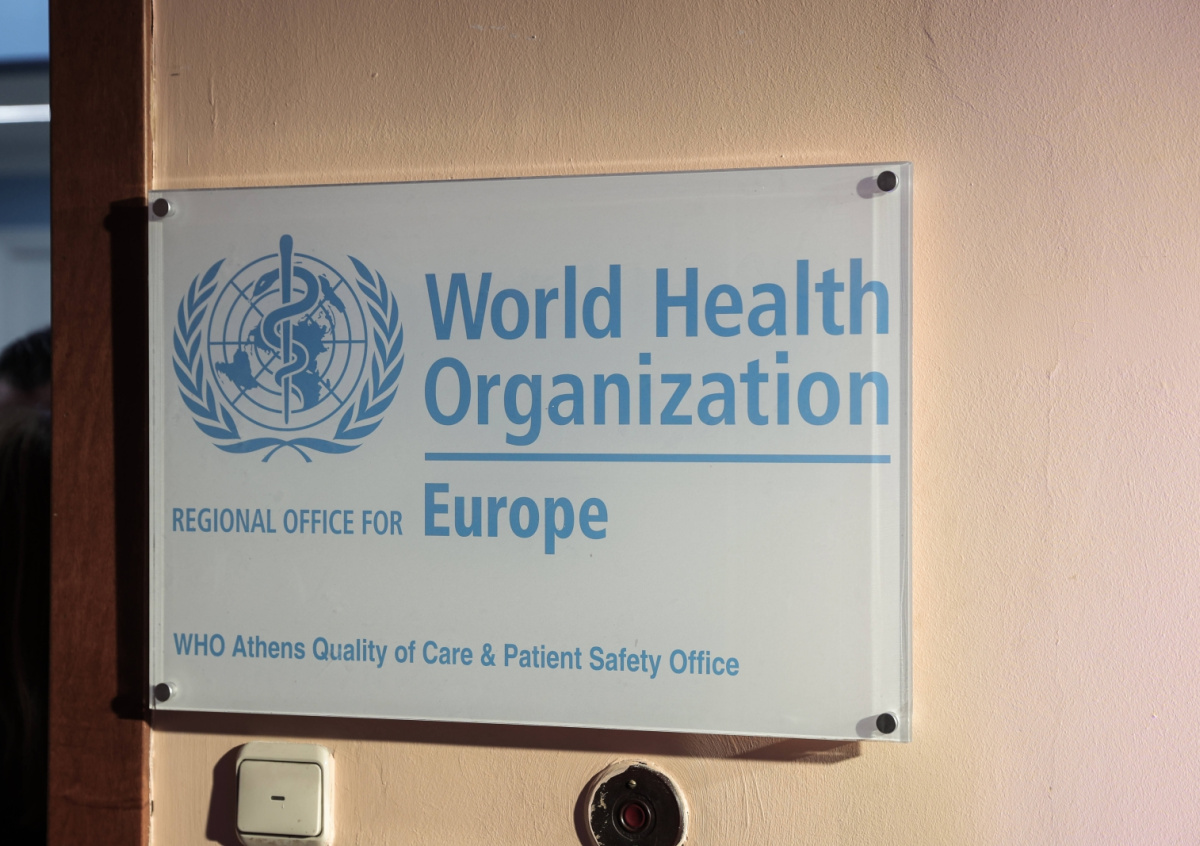 World Health
Organization
REGIONAL OFFICE FOR Europe
WHO Athens Quality of Care & Patient Safety Office